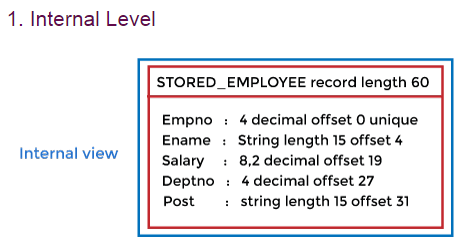 1. Internal Level
STORED_EMPLOYEE record length 60
Empno : 4 decimal offset 0 unique
Ename : String length 15 offset 4
Salary : 8,2 decimal offset 19
Deptno : 4 decimal offset 27
Post : string length 15 offset 31
Internal view